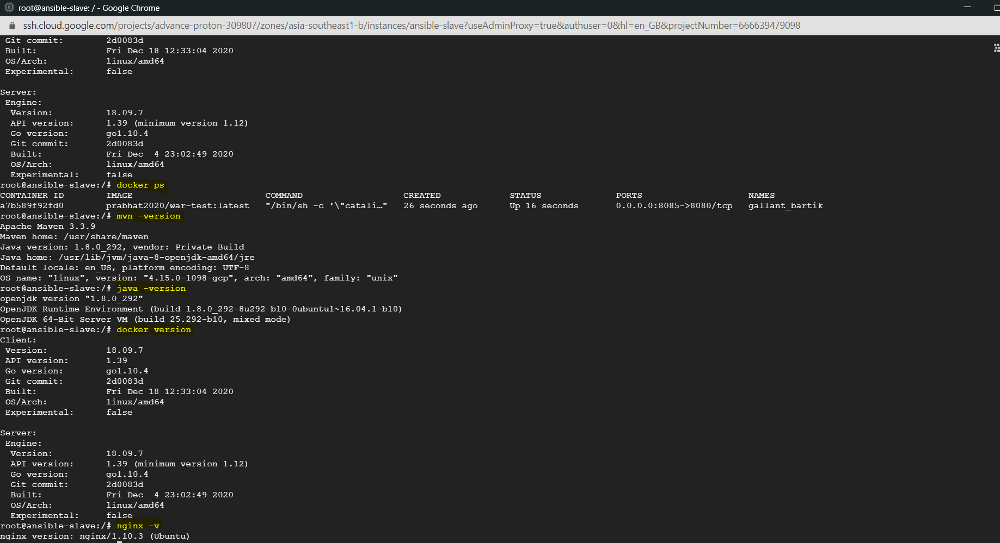 root@ansible-slave: / - Google Chrome
ssh.cloud.google.com/projects/advance-proton-309807/zones/asia-southeast1-b/instances/ansible-slave?useAdminProxy=true&authuser=0&hl=en_GB&projectNumber=666639479098
Git commit: 2d0083d
Built: Fri Dec 18 12:33:04 2020
OS/Arch: linux/amd64
Experimental: false
Server:
Engine:
Version: 18.09.7
API version: 1.39 (minimum version 1.12)
Go version: go1.10.4
Git commit: 2d0083d
Built: Fri Dec  4 23:02:49 2020
OS/Arch: linux/amd64
Experimental: false
root@ansible-slave:/# docker ps
CONTAINER ID IMAGE COMMAND CREATED STATUS PORTS NAMES
a7b589f92fd0 prabhat2020/war-test:latest "/bin/sh -c '\"catali…" 26 seconds ago Up 16 seconds 0.0.0.0:8085->8080/tcp gallant_bartik
root@ansible-slave:/# mvn -version
Apache Maven 3.3.9
Maven home: /usr/share/maven
Java version: 1.8.0_292, vendor: Private Build
Java home: /usr/lib/jvm/java-8-openjdk-amd64/jre
Default locale: en_US, platform encoding: UTF-8
OS name: "linux", version: "4.15.0-1098-gcp", arch: "amd64", family: "unix"
root@ansible-slave:/# java -version
openjdk version "1.8.0_292"
OpenJDK Runtime Environment (build 1.8.0_292-8u292-b10-0ubuntu1~16.04.1-b10)
OpenJDK 64-Bit Server VM (build 25.292-b10, mixed mode)
root@ansible-slave:/# docker version
Client:
Version: 18.09.7
API version: 1.39
Go version: go1.10.4
Git commit: 2d0083d
Built: Fri Dec 18 12:33:04 2020
OS/Arch: linux/amd64
Experimental: false
Server:
Engine:
Version: 18.09.7
API version: 1.39 (minimum version 1.12)
Go version: go1.10.4
Git commit: 2d0083d
Built: Fri Dec  4 23:02:49 2020
OS/Arch: linux/amd64
Experimental: false
root@ansible-slave:/# nginx -v
nginx version: nginx/1.10.3 (Ubuntu)